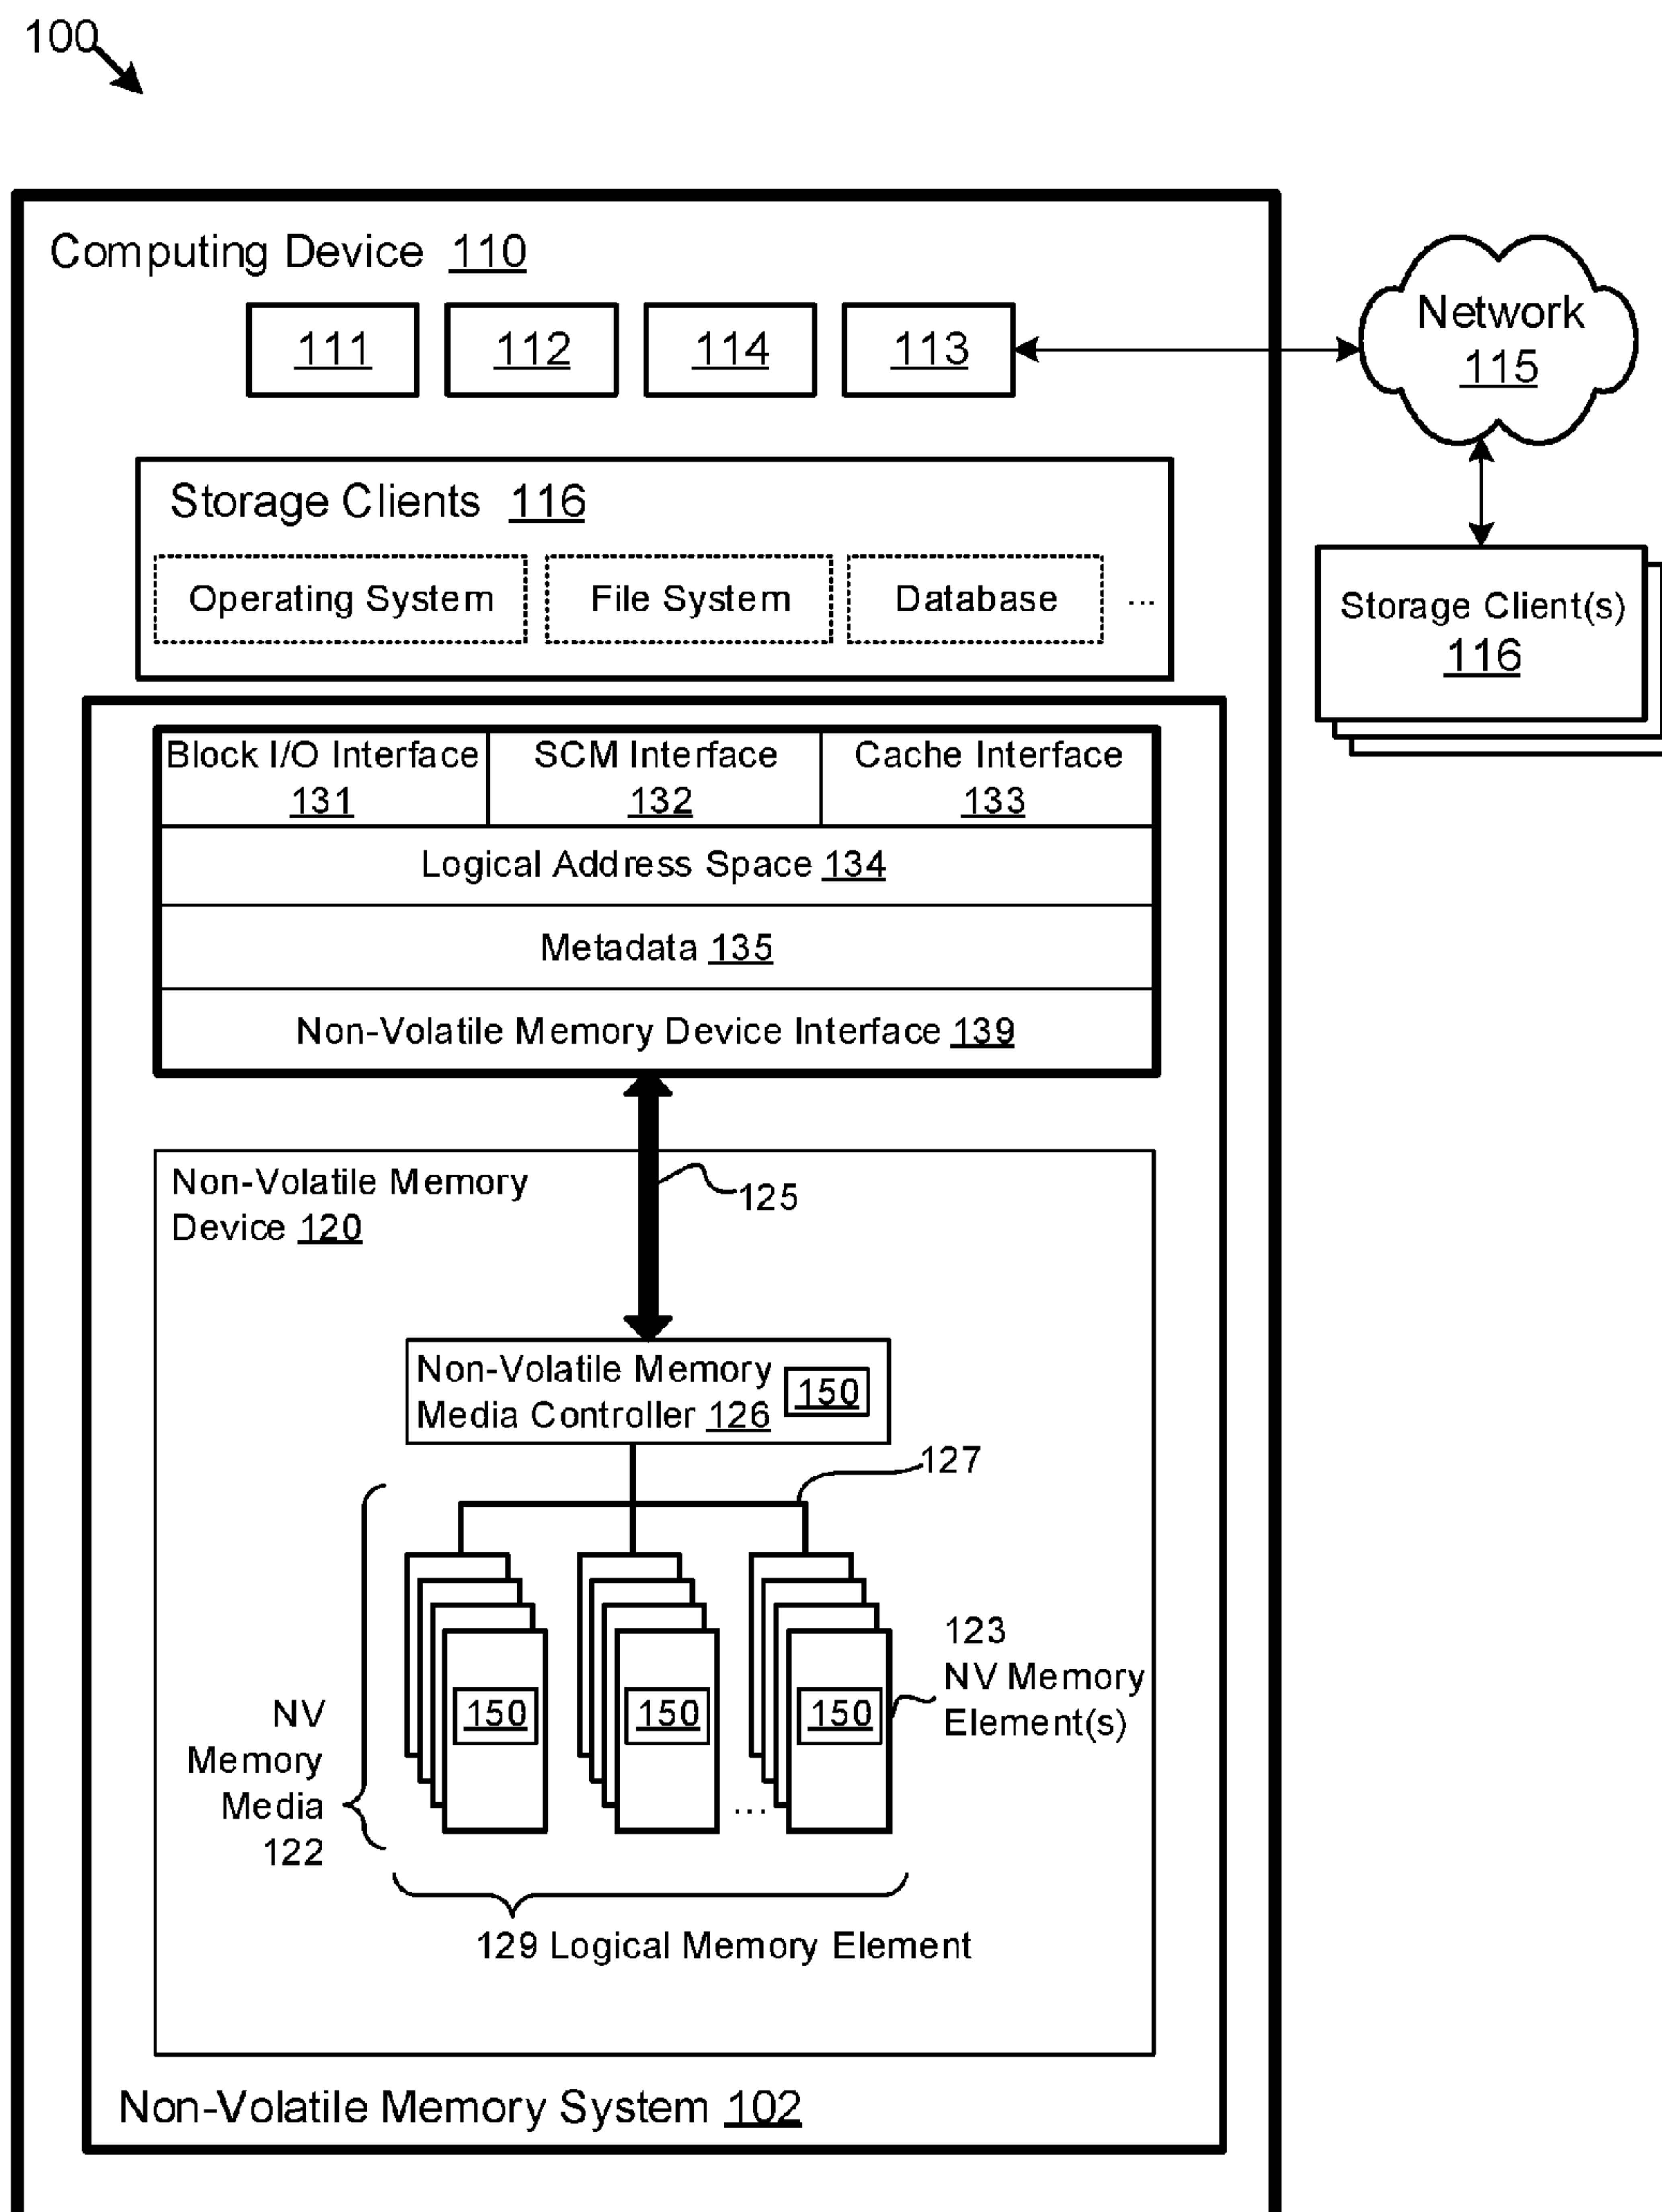 100
Computing Device 110
111 112 114 113
Network
115
Storage Clients 116
Operating System File System Database ...
Storage Client(s)
116
Block I/O Interface
131
SCM Interface
132
Cache Interface
133
Logical Address Space 134
Metadata 135
Non-Volatile Memory Device Interface 139
125
Non-Volatile Memory
Device 120
Non-Volatile Memory
Media Controller 126
150
127
123
NV Memory
Element(s)
150 150 ... 150
NV
Memory
Media
122
129 Logical Memory Element
Non-Volatile Memory System 102